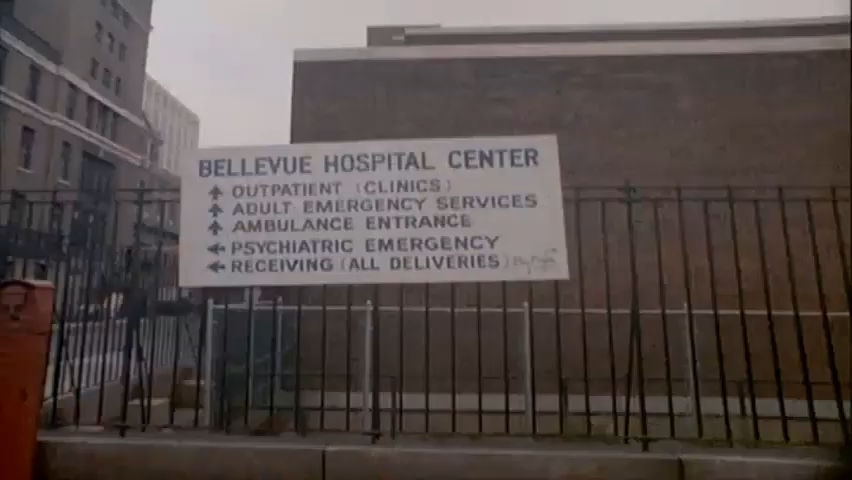 BELLEVUE HOSPITAL CENTER
↑ OUTPATIENT (CLINICS)
↑ ADULT EMERGENCY SERVICES
↑ AMBULANCE ENTRANCE
← PSYCHIATRIC EMERGENCY
← RECEIVING (ALL DELIVERIES)